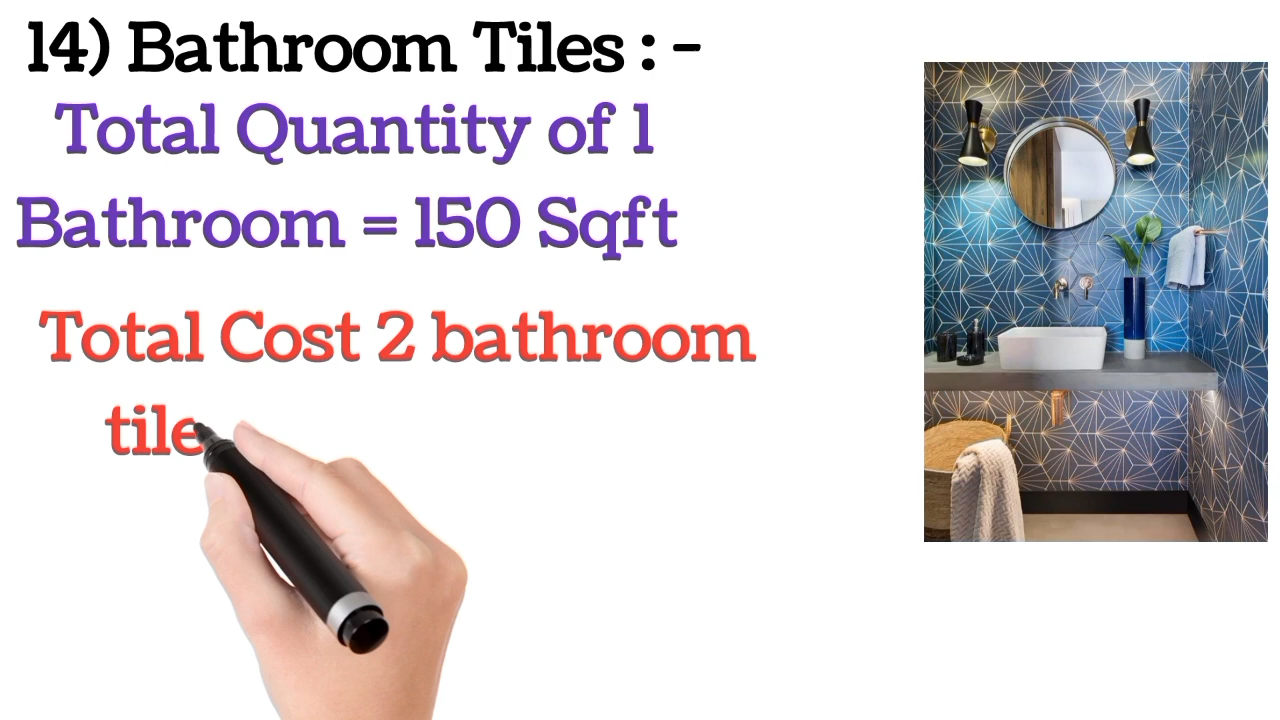 14) Bathroom Tiles : -
Total Quantity of 1
Bathroom = 150 Sqft
Total Cost 2 bathroom
tile